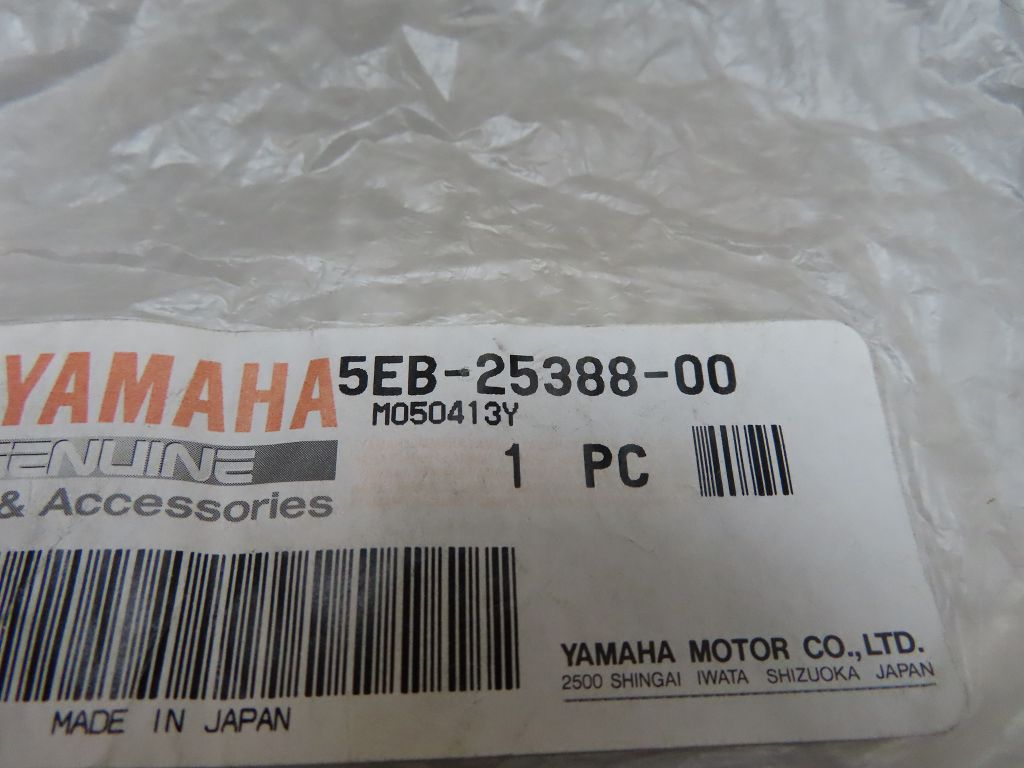 YAMAHA 5EB-25388-00
M050413Y
GENUINE
1 PC
& Accessories
YAMAHA MOTOR CO.,LTD.
2500 SHINGAI IWATA SHIZUOKA JAPAN
MADE IN JAPAN